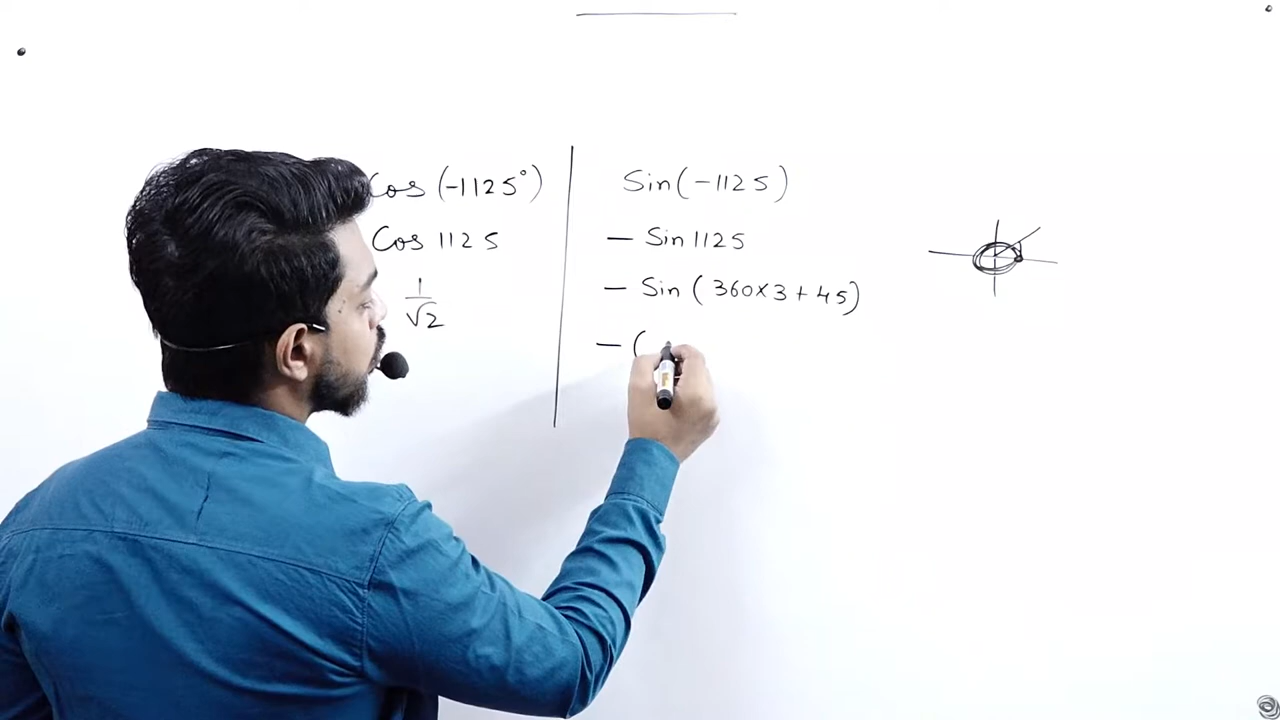 Cos (-1125°)
Cos 1125
1
√2
Sin(-1125)
- Sin 1125
- Sin (360×3+45)
- (